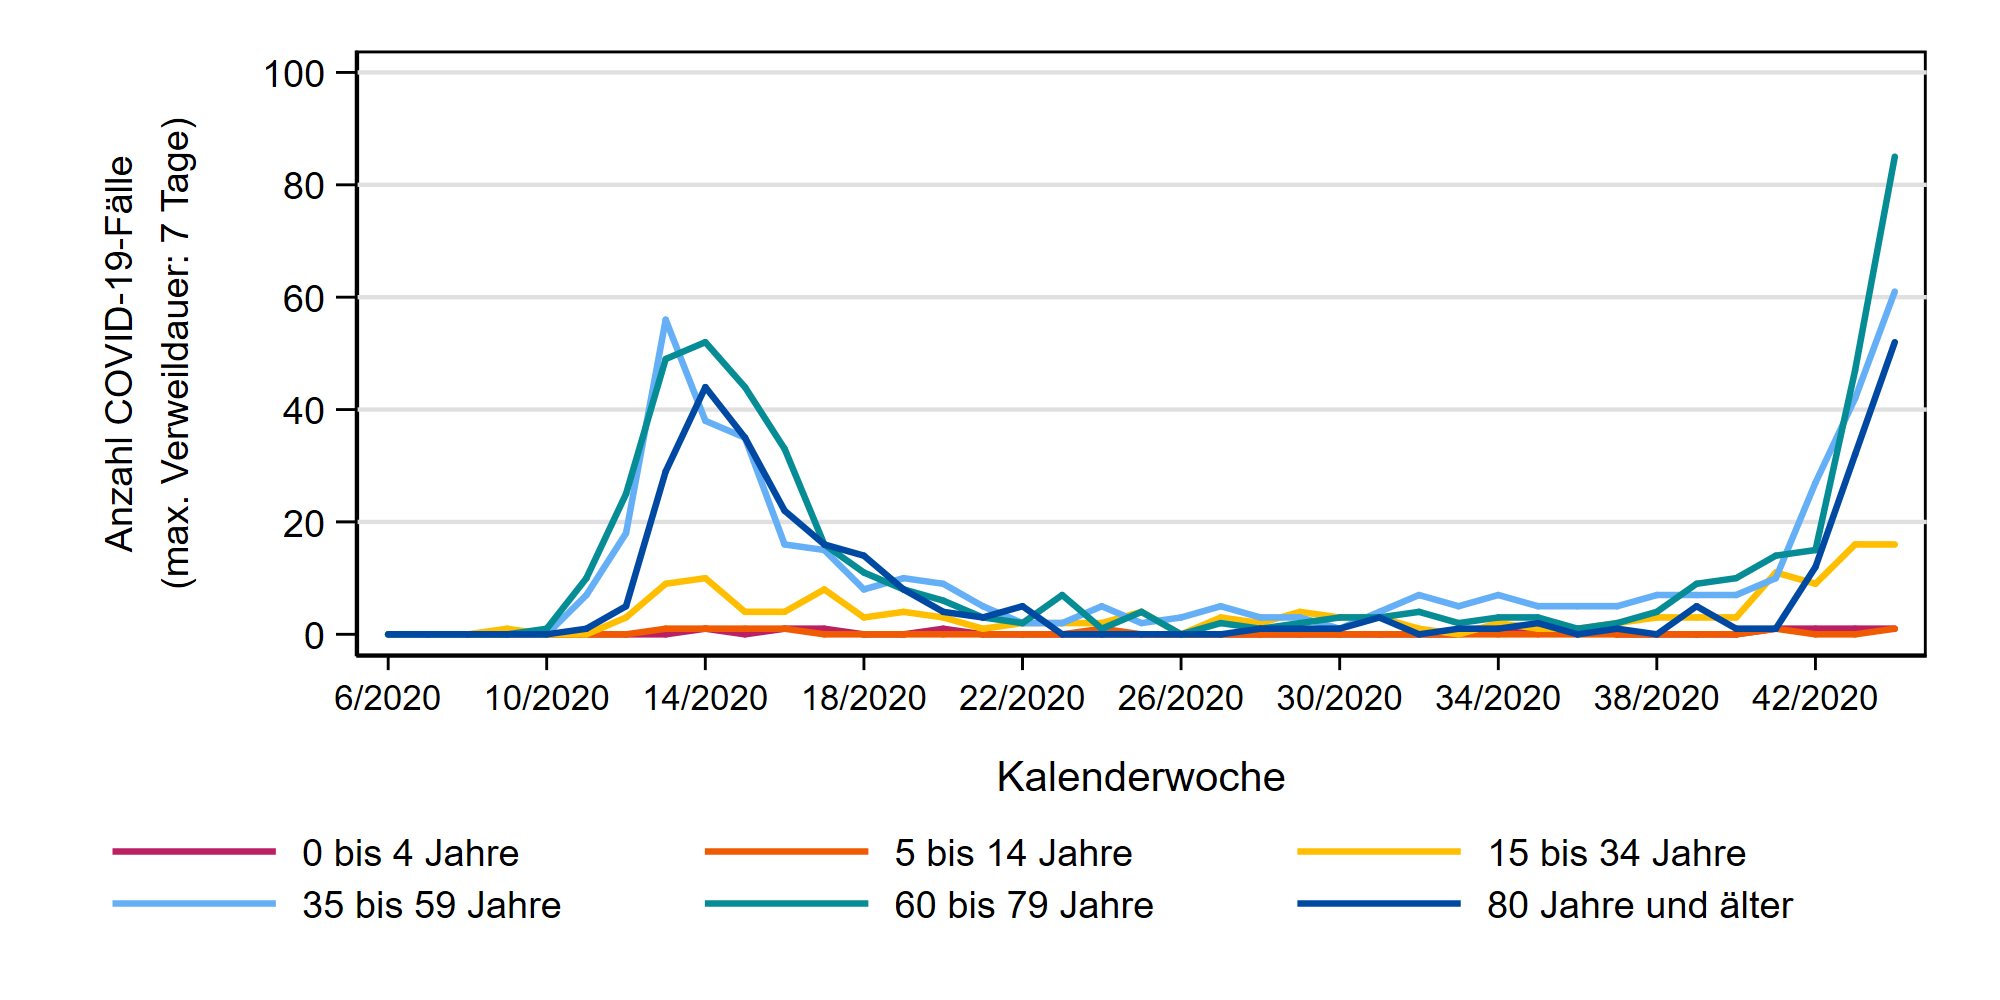 Anzahl COVID-19-Fälle
(max. Verweildauer: 7 Tage)
100
80
60
40
20
0
6/2020 10/2020 14/2020 18/2020 22/2020 26/2020 30/2020 34/2020 38/2020 42/2020
Kalenderwoche
0 bis 4 Jahre 5 bis 14 Jahre 15 bis 34 Jahre
35 bis 59 Jahre 60 bis 79 Jahre 80 Jahre und älter